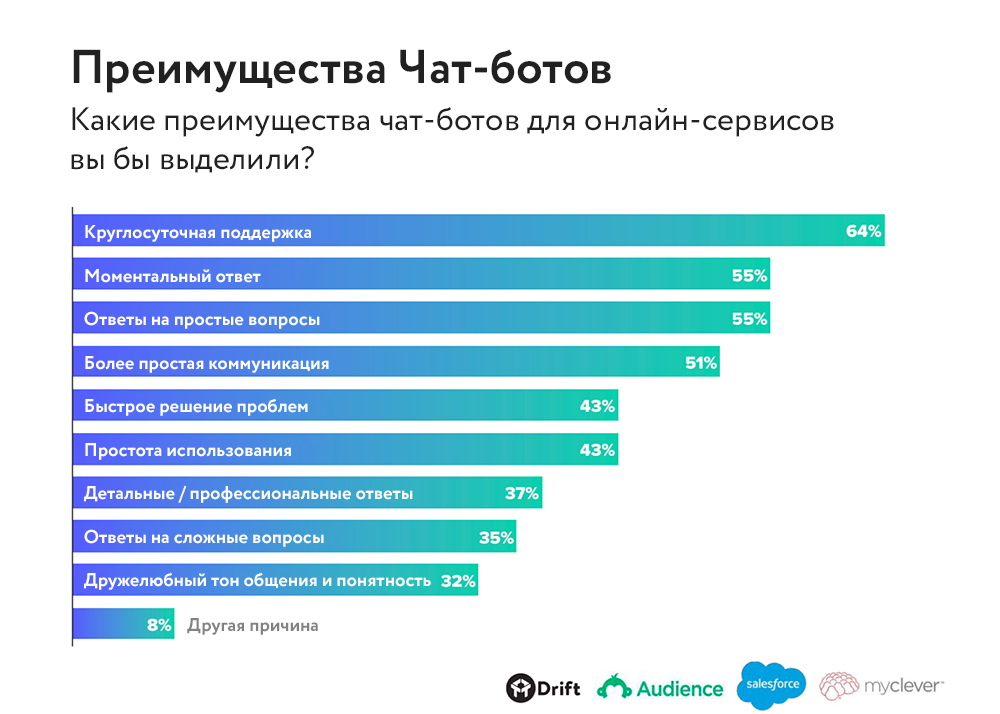 Преимущества Чат-ботов
Какие преимущества чат-ботов для онлайн-сервисов
вы бы выделили?
Круглосуточная поддержка 64%
Моментальный ответ 55%
Ответы на простые вопросы 55%
Более простая коммуникация 51%
Быстрое решение проблем 43%
Простота использования 43%
Детальные / профессиональные ответы 37%
Ответы на сложные вопросы 35%
Дружелюбный тон общения и понятность 32%
8% Другая причина
Drift Audience salesforce myclever™